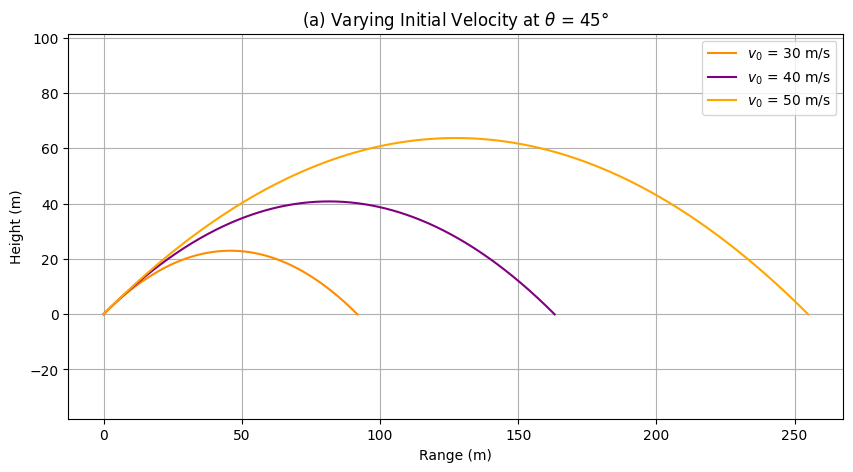 (a) Varying Initial Velocity at θ = 45°
100
80
60
40
20
0
−20
Height (m)
v₀ = 30 m/s
v₀ = 40 m/s
v₀ = 50 m/s
0 50 100 150 200 250
Range (m)